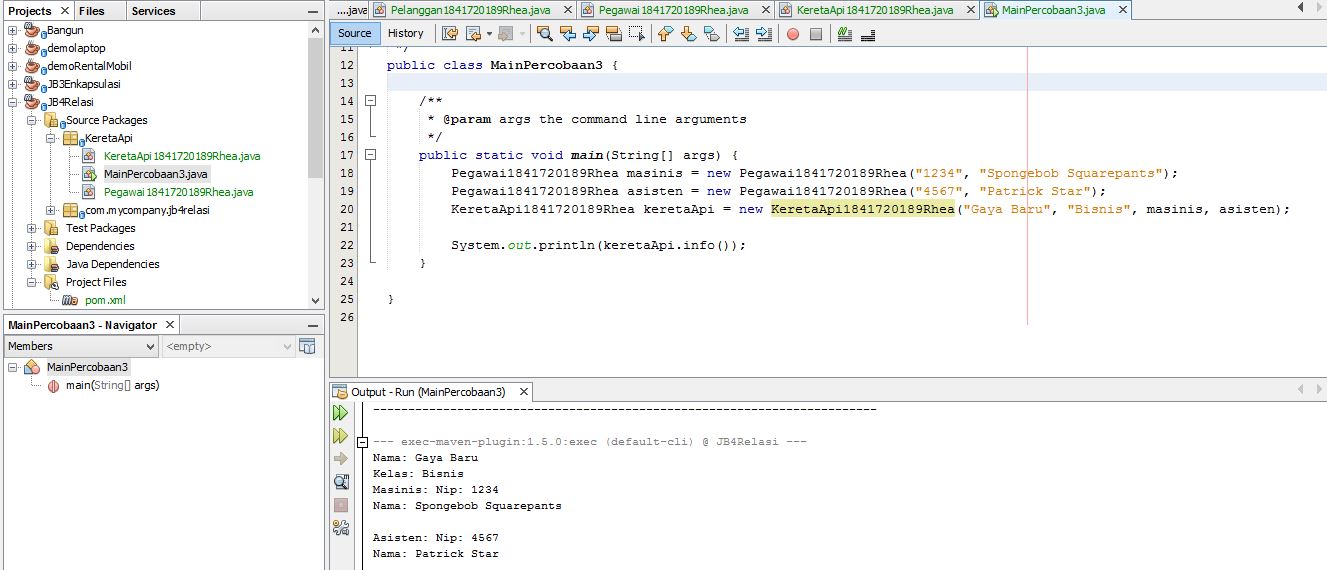 Projects Files Services
Bangun
demolaptop
demoRentalMobil
JB3Enkapsulasi
JB4Relasi
Source Packages
KeretaApi
KeretaApi1841720189Rhea.java
MainPercobaan3.java
Pegawai1841720189Rhea.java
com.mycompany.jb4relasi
Test Packages
Dependencies
Java Dependencies
Project Files
pom.xml
MainPercobaan3 - Navigator
Members <empty>
MainPercobaan3
main(String[] args)
....java Pelanggan1841720189Rhea.java Pegawai1841720189Rhea.java KeretaApi1841720189Rhea.java MainPercobaan3.java
Source History
11 */
12 public class MainPercobaan3 {
13
14 /**
15 * @param args the command line arguments
16 */
17 public static void main(String[] args) {
18 Pegawai1841720189Rhea masinis = new Pegawai1841720189Rhea("1234", "Spongebob Squarepants");
19 Pegawai1841720189Rhea asisten = new Pegawai1841720189Rhea("4567", "Patrick Star");
20 KeretaApi1841720189Rhea keretaApi = new KeretaApi1841720189Rhea("Gaya Baru", "Bisnis", masinis, asisten);
21
22 System.out.println(keretaApi.info());
23 }
24
25 }
26
Output - Run (MainPercobaan3)
------------------------------------------------------------------------
--- exec-maven-plugin:1.5.0:exec (default-cli) @ JB4Relasi ---
Nama: Gaya Baru
Kelas: Bisnis
Masinis: Nip: 1234
Nama: Spongebob Squarepants
Asisten: Nip: 4567
Nama: Patrick Star